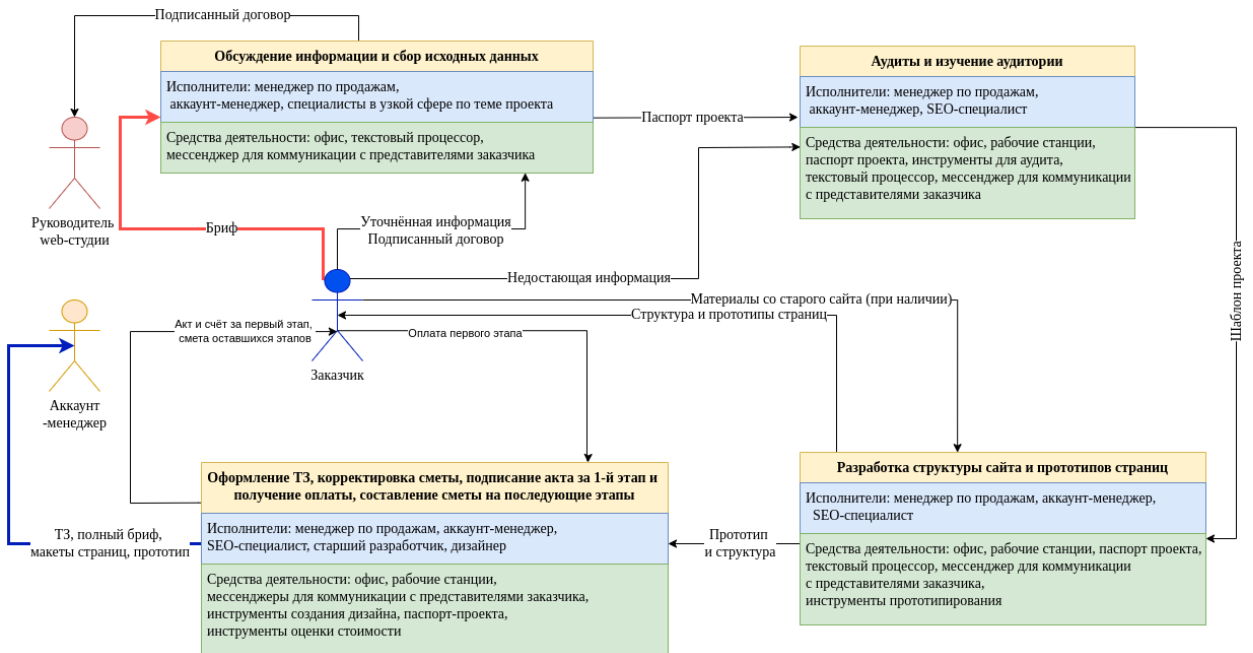 Подписанный договор
Обсуждение информации и сбор исходных данных
Исполнители: менеджер по продажам,
аккаунт-менеджер, специалисты в узкой сфере по теме проекта
Средства деятельности: офис, текстовый процессор,
мессенджер для коммуникации с представителями заказчика
Аудиты и изучение аудитории
Исполнители: менеджер по продажам,
аккаунт-менеджер, SEO-специалист
Средства деятельности: офис, рабочие станции,
паспорт проекта, инструменты для аудита,
текстовый процессор, мессенджер для коммуникации
с представителями заказчика
Паспорт проекта
Руководитель
web-студии
Бриф
Уточнённая информация
Подписанный договор
Недостающая информация
Материалы со старого сайта (при наличии)
Структура и прототипы страниц
Шаблон проекта
Акт и счёт за первый этап,
смета оставшихся этапов
Оплата первого этапа
Заказчик
Аккаунт
-менеджер
Оформление ТЗ, корректировка сметы, подписание акта за 1-й этап и
получение оплаты, составление сметы на последующие этапы
Исполнители: менеджер по продажам, аккаунт-менеджер,
SEO-специалист, старший разработчик, дизайнер
Средства деятельности: офис, рабочие станции,
мессенджеры для коммуникации с представителями заказчика,
инструменты создания дизайна, паспорт-проекта,
инструменты оценки стоимости
ТЗ, полный бриф,
макеты страниц, прототип
Прототип
и структура
Разработка структуры сайта и прототипов страниц
Исполнители: менеджер по продажам, аккаунт-менеджер,
SEO-специалист
Средства деятельности: офис, рабочие станции, паспорт проекта,
текстовый процессор, мессенджер для коммуникации
с представителями заказчика,
инструменты прототипирования